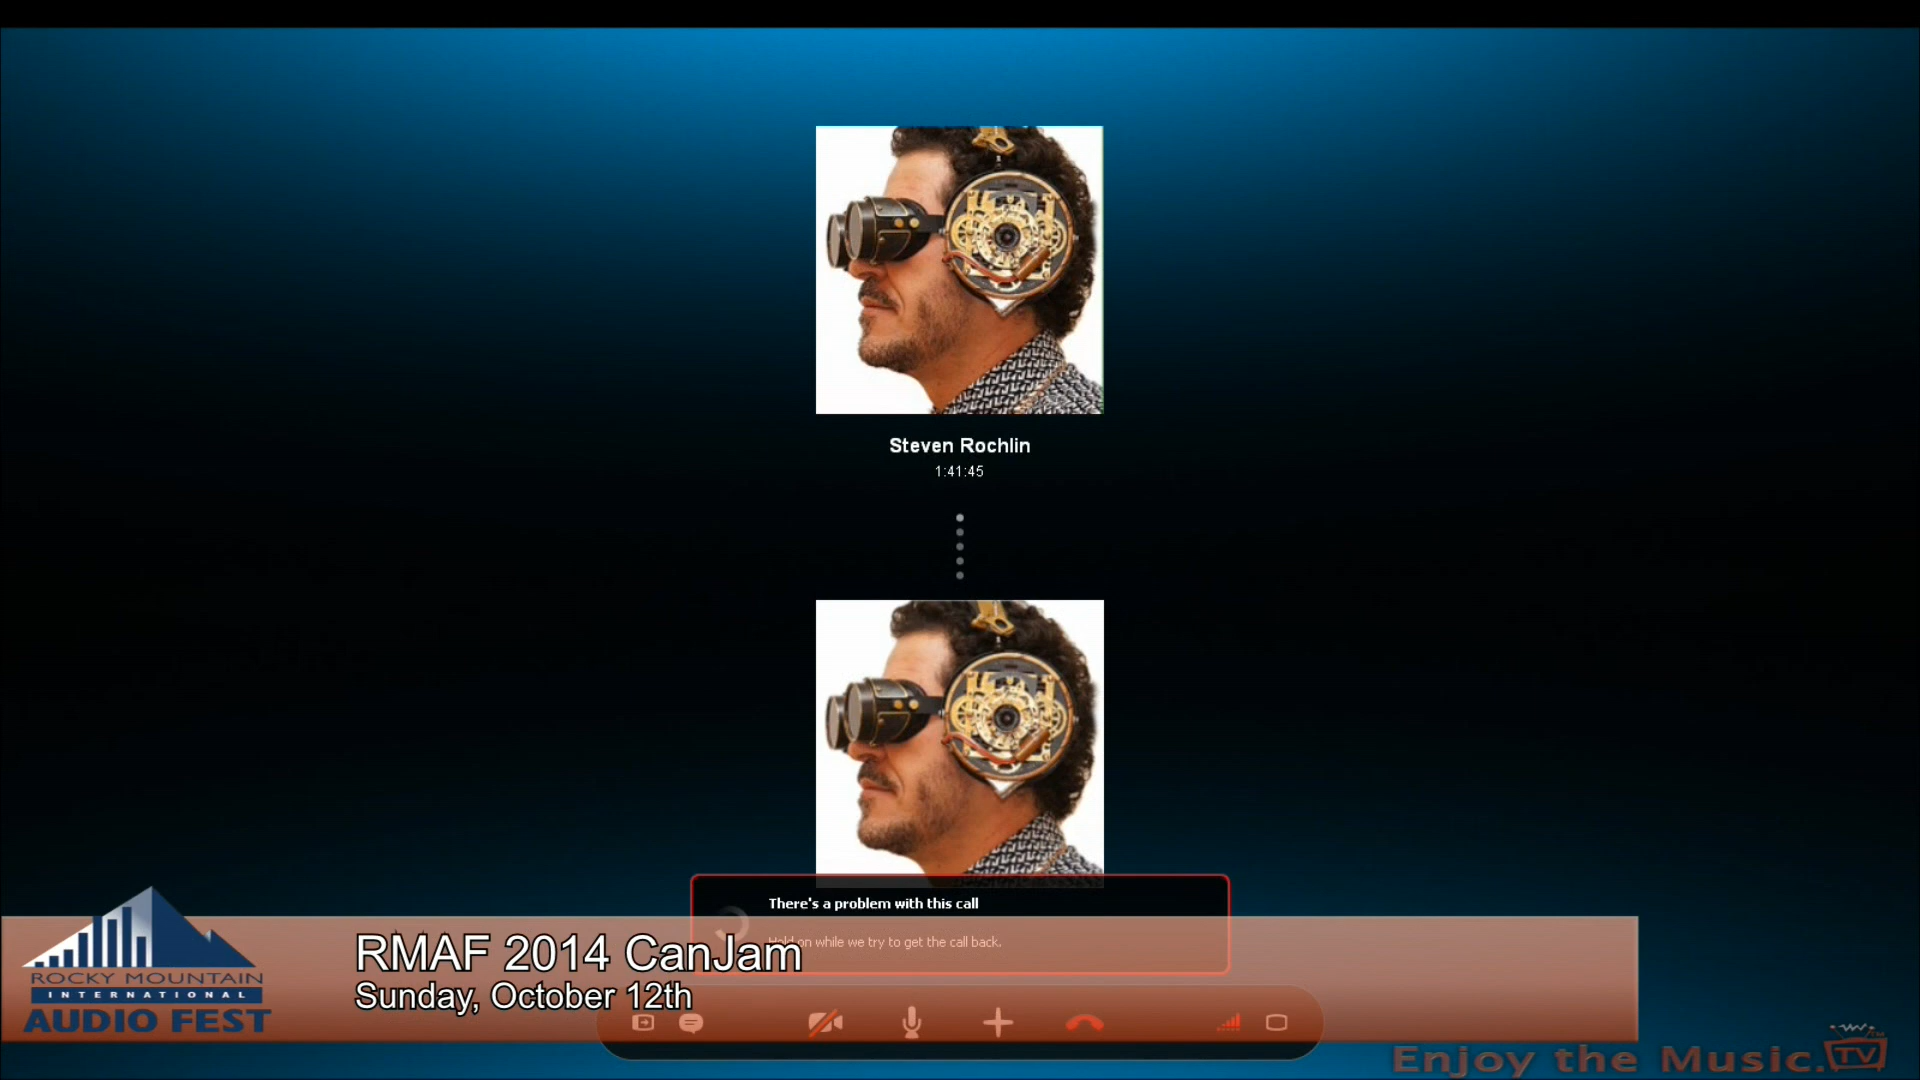 Steven Rochlin
1:41:45
There's a problem with this call
Hold on while we try to get the call back.
RMAF 2014 CanJam
Sunday, October 12th
ROCKY MOUNTAIN
INTERNATIONAL
AUDIO FEST
Enjoy the Music.TV